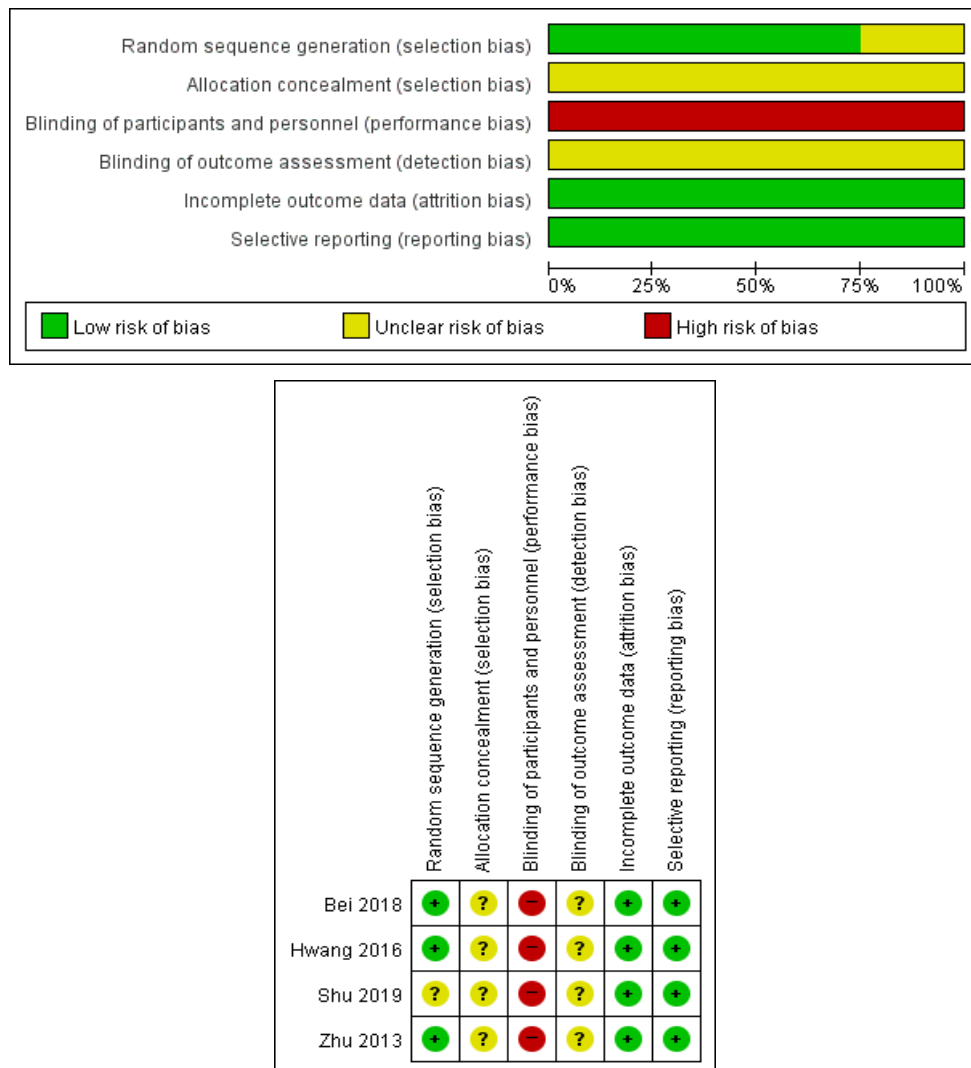 Random sequence generation (selection bias)
Allocation concealment (selection bias)
Blinding of participants and personnel (performance bias)
Blinding of outcome assessment (detection bias)
Incomplete outcome data (attrition bias)
Selective reporting (reporting bias)
0% 25% 50% 75% 100%
Low risk of bias Unclear risk of bias High risk of bias
Random sequence generation (selection bias)
Allocation concealment (selection bias)
Blinding of participants and personnel (performance bias)
Blinding of outcome assessment (detection bias)
Incomplete outcome data (attrition bias)
Selective reporting (reporting bias)
Bei 2018 + ? – ? + +
Hwang 2016 + ? – ? + +
Shu 2019 ? ? – ? + +
Zhu 2013 + ? – ? + +